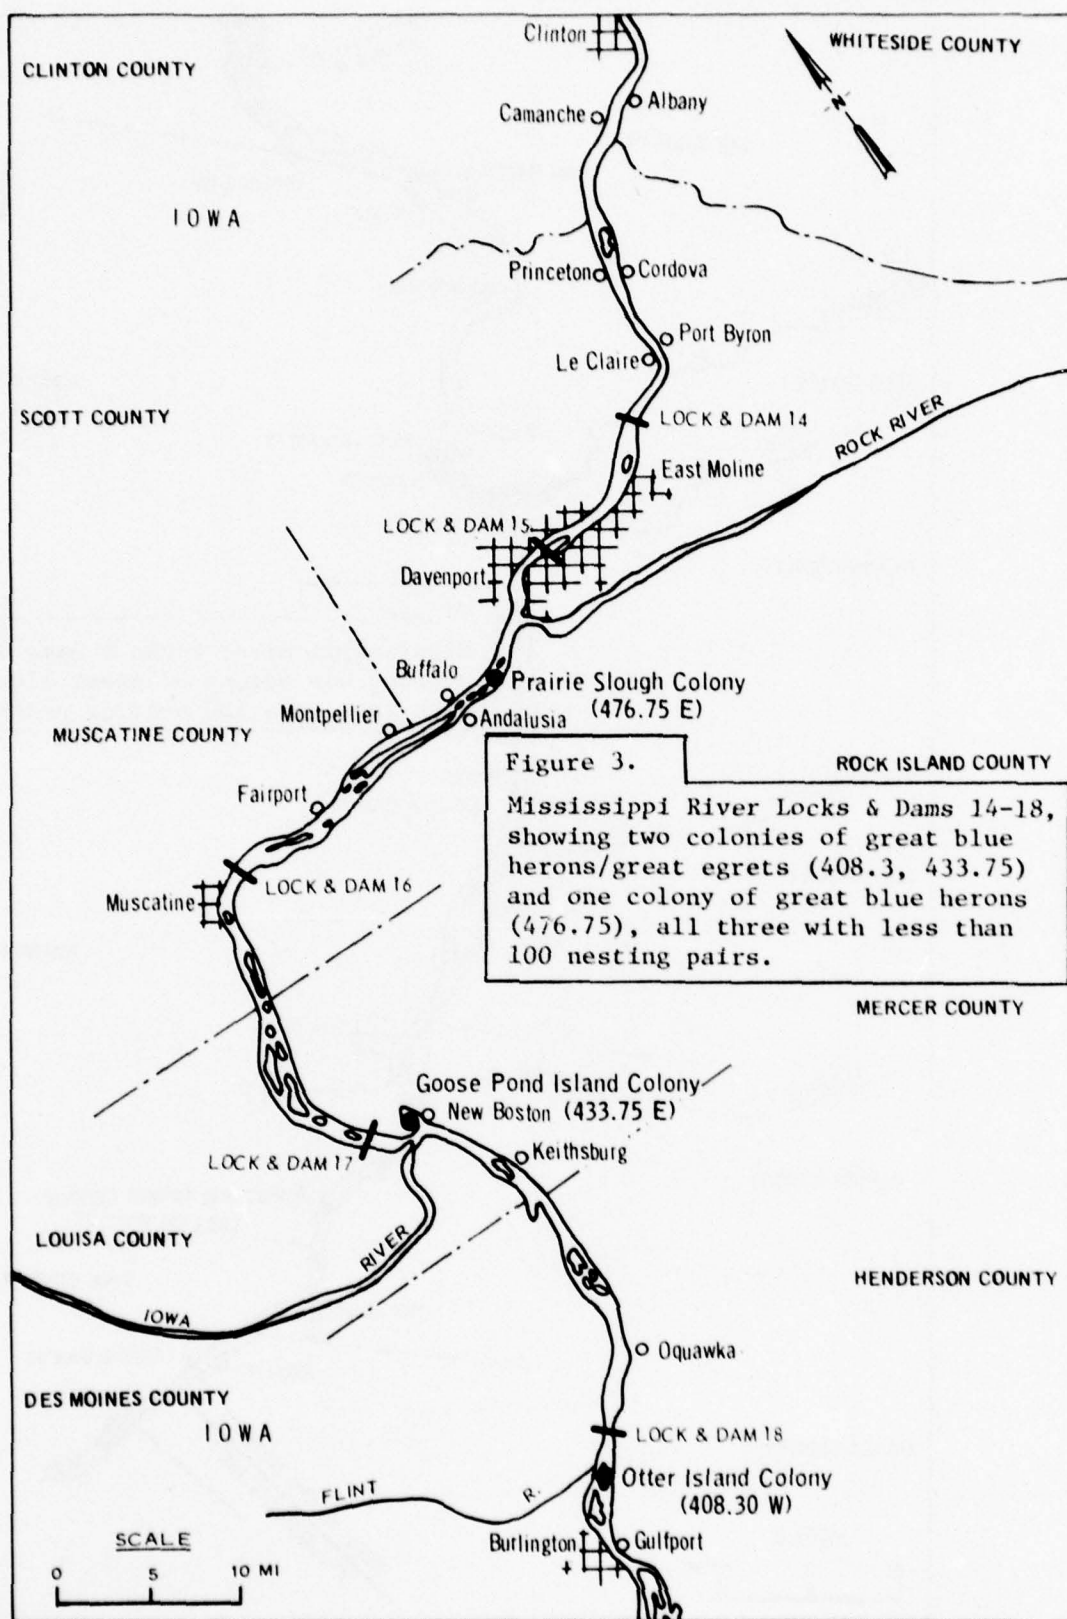 Clinton
WHITESIDE COUNTY
CLINTON COUNTY
Camanche
Albany
N
IOWA
Princeton
Cordova
Port Byron
Le Claire
SCOTT COUNTY
LOCK & DAM 14
ROCK RIVER
East Moline
LOCK & DAM 15
Davenport
Buffalo
Prairie Slough Colony
(476.75 E)
Montpellier
Andalusia
MUSCATINE COUNTY
Figure 3.
ROCK ISLAND COUNTY
Mississippi River Locks & Dams 14-18,
showing two colonies of great blue
herons/great egrets (408.3, 433.75)
and one colony of great blue herons
(476.75), all three with less than
100 nesting pairs.
Fairport
LOCK & DAM 16
Muscatine
MERCER COUNTY
Goose Pond Island Colony
New Boston (433.75 E)
Keithsburg
LOCK & DAM 17
LOUISA COUNTY
IOWA RIVER
HENDERSON COUNTY
Oquawka
DES MOINES COUNTY
IOWA
LOCK & DAM 18
Otter Island Colony
(408.30 W)
FLINT R.
Burlington
Gulfport
SCALE
0 5 10 MI